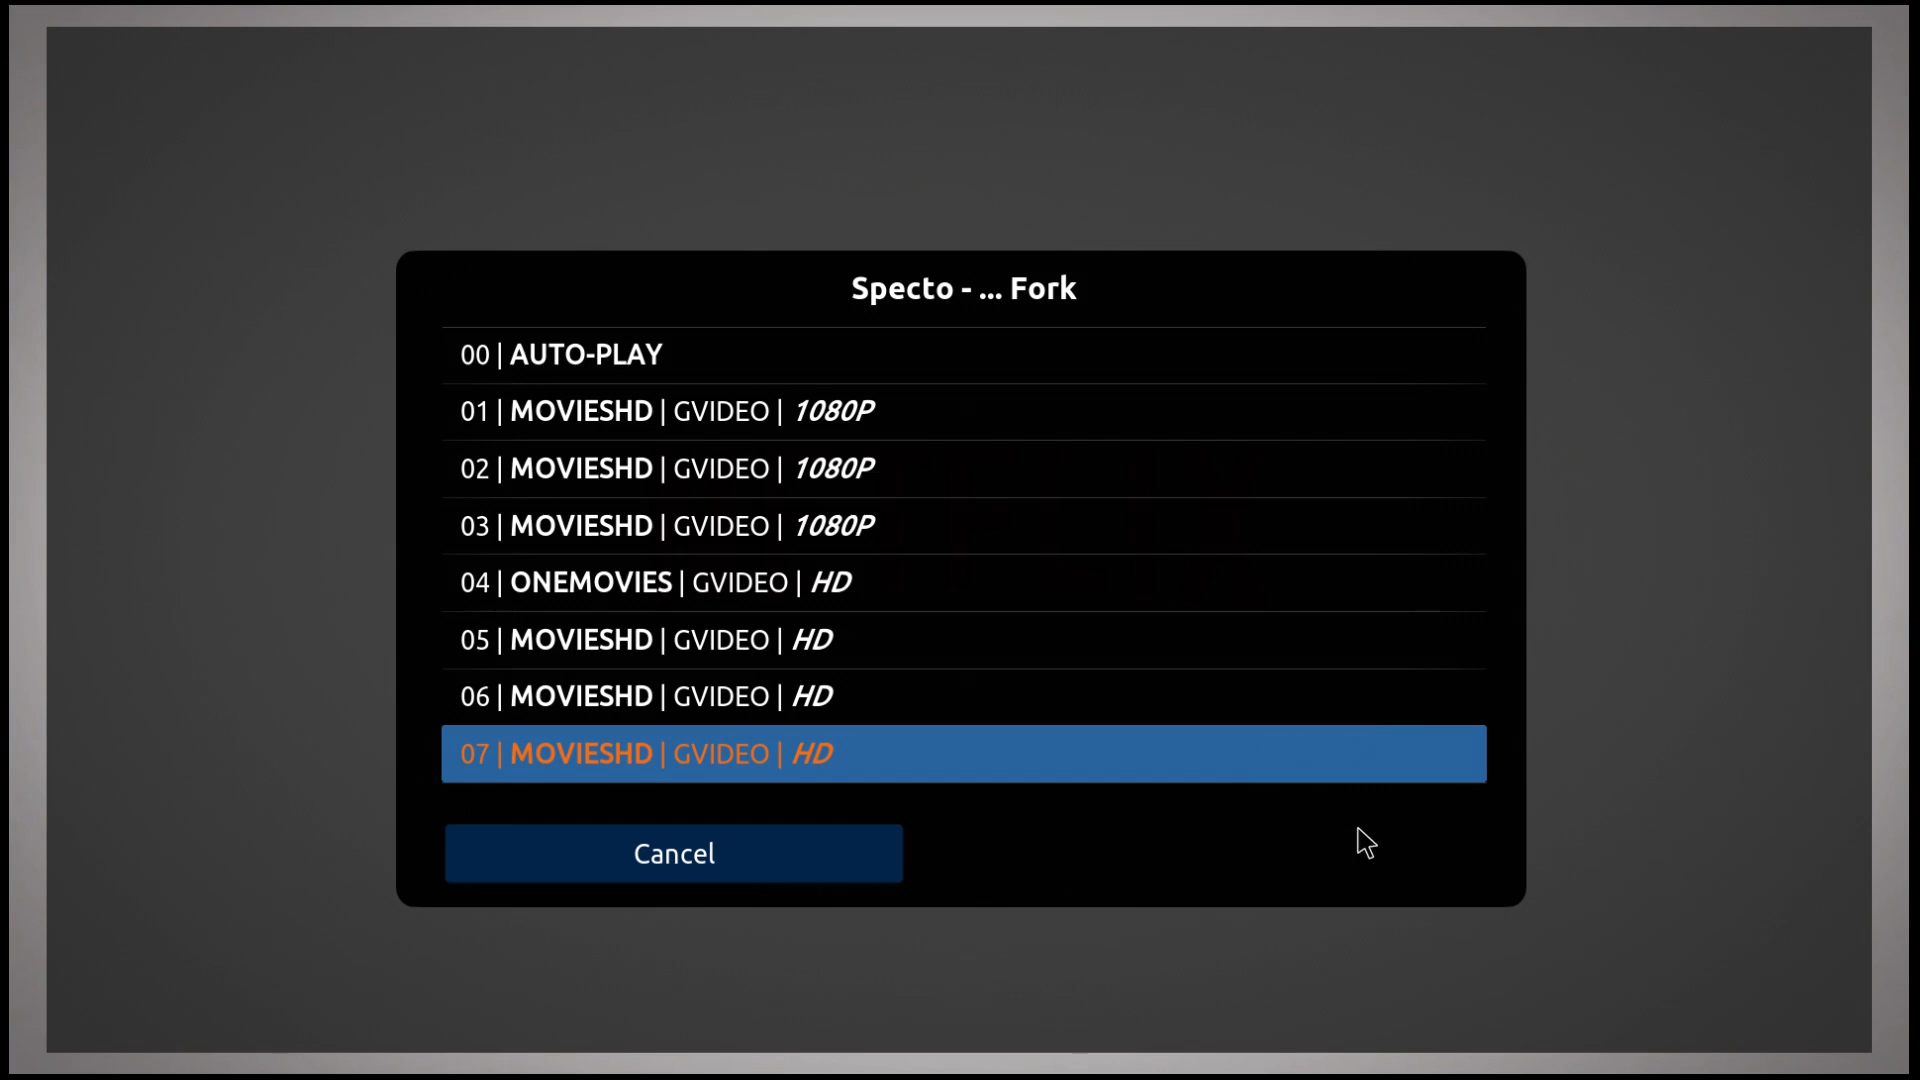 Specto - ... Fork
00 | AUTO-PLAY
01 | MOVIESHD | GVIDEO | 1080P
02 | MOVIESHD | GVIDEO | 1080P
03 | MOVIESHD | GVIDEO | 1080P
04 | ONEMOVIES | GVIDEO | HD
05 | MOVIESHD | GVIDEO | HD
06 | MOVIESHD | GVIDEO | HD
07 | MOVIESHD | GVIDEO | HD
Cancel